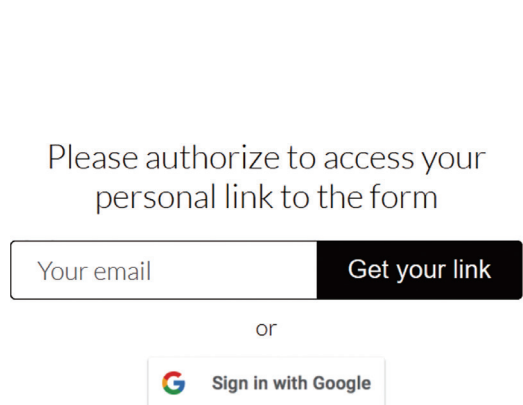 Please authorize to access your
personal link to the form
Your email Get your link
or
Sign in with Google